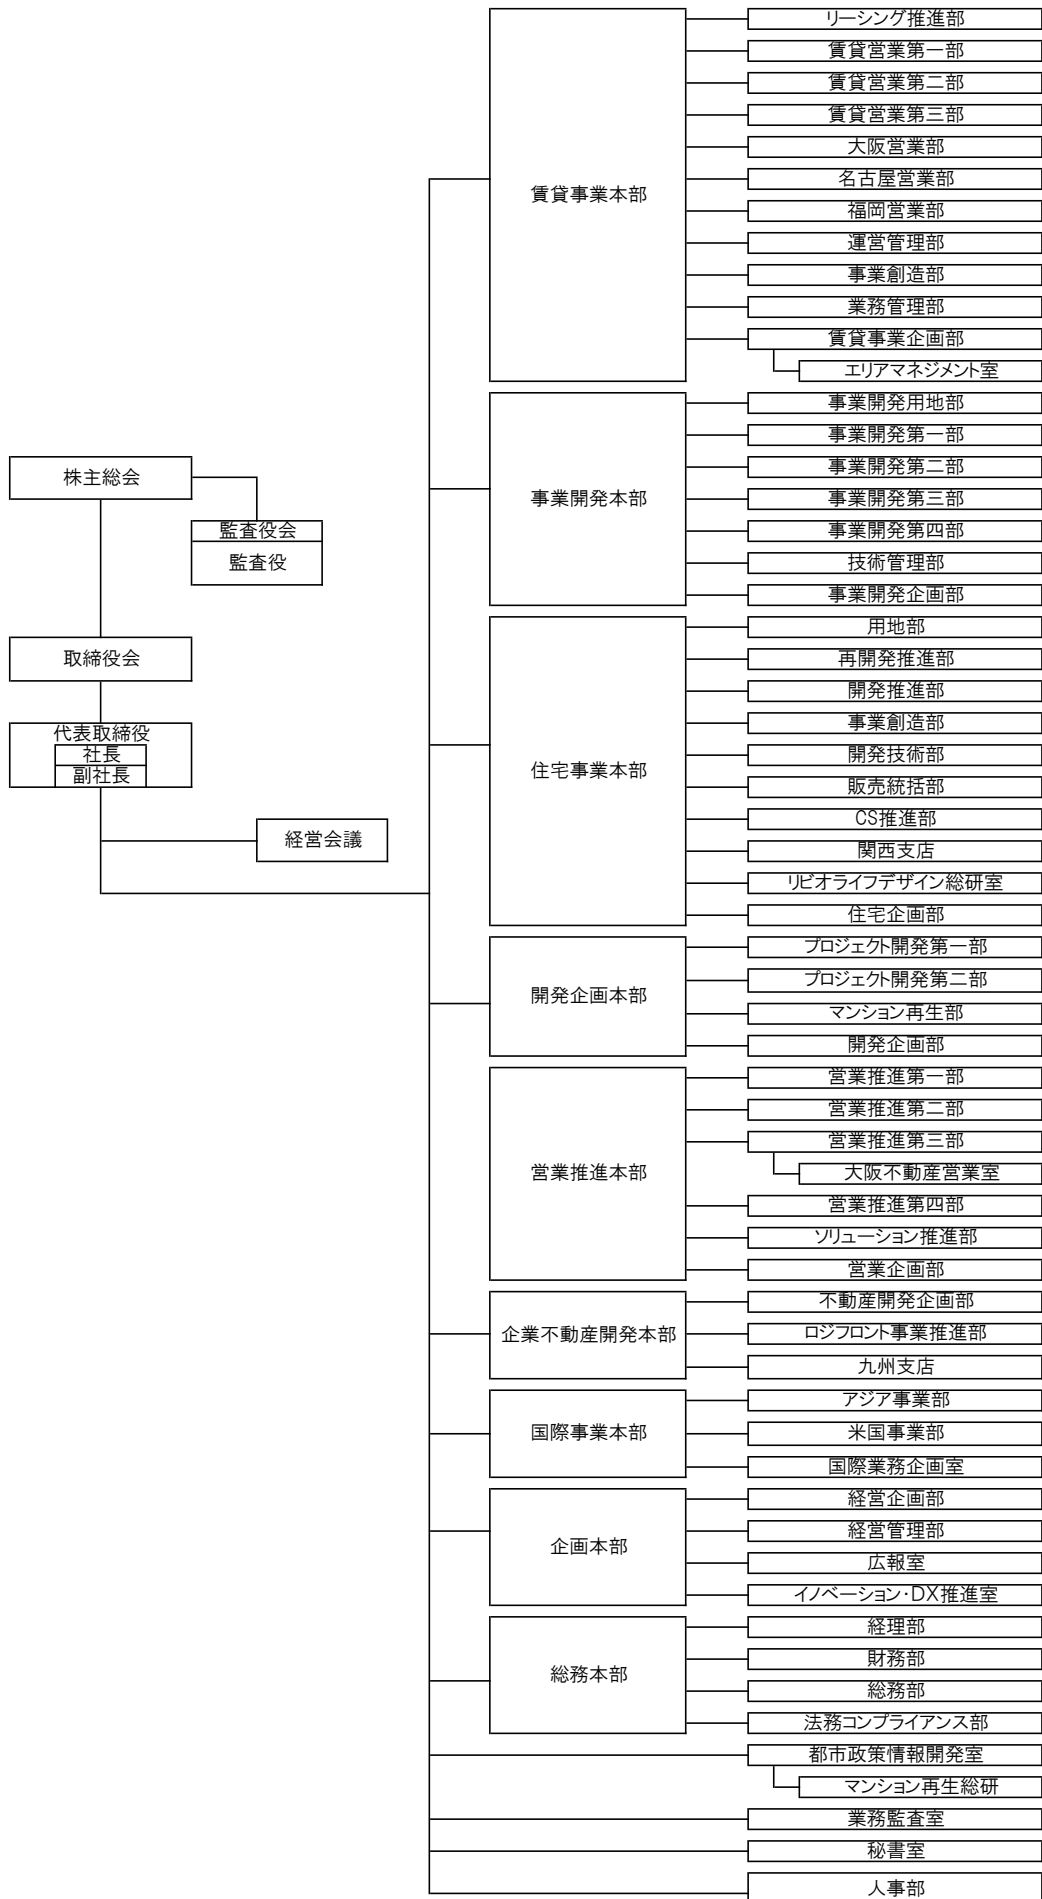 株主総会
監査役会
監査役
取締役会
代表取締役
社長
副社長
経営会議
賃貸事業本部
リーシング推進部
賃貸営業第一部
賃貸営業第二部
賃貸営業第三部
大阪営業部
名古屋営業部
福岡営業部
運営管理部
事業創造部
業務管理部
賃貸事業企画部
エリアマネジメント室
事業開発本部
事業開発用地部
事業開発第一部
事業開発第二部
事業開発第三部
事業開発第四部
技術管理部
事業開発企画部
住宅事業本部
用地部
再開発推進部
開発推進部
事業創造部
開発技術部
販売統括部
CS推進部
関西支店
リビオライフデザイン総研室
住宅企画部
開発企画本部
プロジェクト開発第一部
プロジェクト開発第二部
マンション再生部
開発企画部
営業推進本部
営業推進第一部
営業推進第二部
営業推進第三部
大阪不動産営業室
営業推進第四部
ソリューション推進部
営業企画部
企業不動産開発本部
不動産開発企画部
ロジフロント事業推進部
九州支店
国際事業本部
アジア事業部
米国事業部
国際業務企画室
企画本部
経営企画部
経営管理部
広報室
イノベーション・DX推進室
総務本部
経理部
財務部
総務部
法務コンプライアンス部
都市政策情報開発室
マンション再生総研
業務監査室
秘書室
人事部